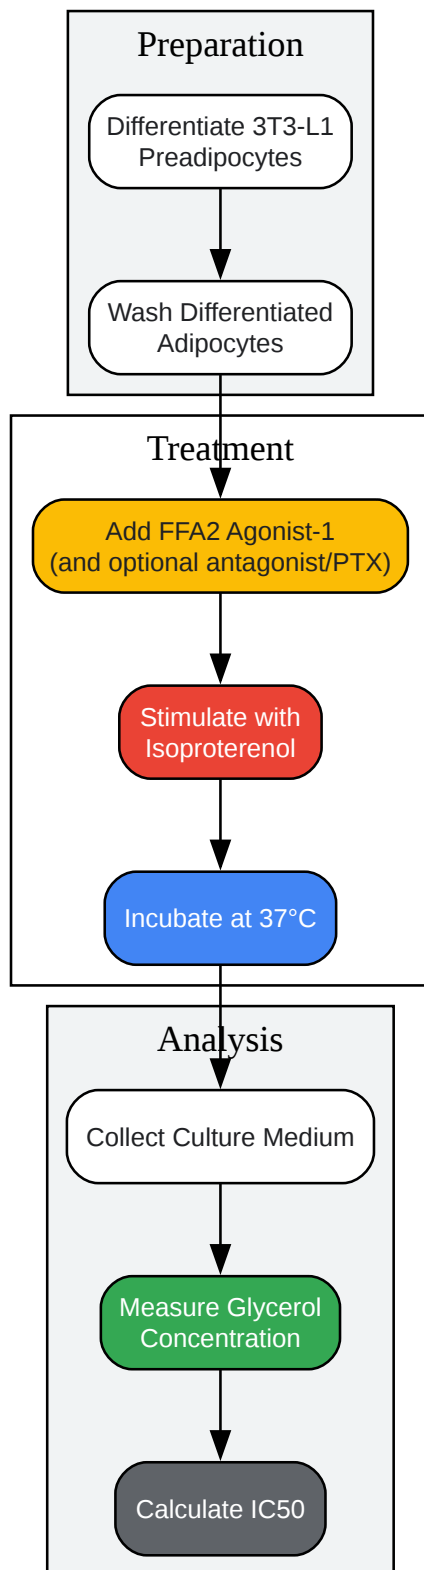 Preparation
Differentiate 3T3-L1
Preadipocytes
Wash Differentiated
Adipocytes
Treatment
Add FFA2 Agonist-1
(and optional antagonist/PTX)
Stimulate with
Isoproterenol
Incubate at 37°C
Analysis
Collect Culture Medium
Measure Glycerol
Concentration
Calculate IC50